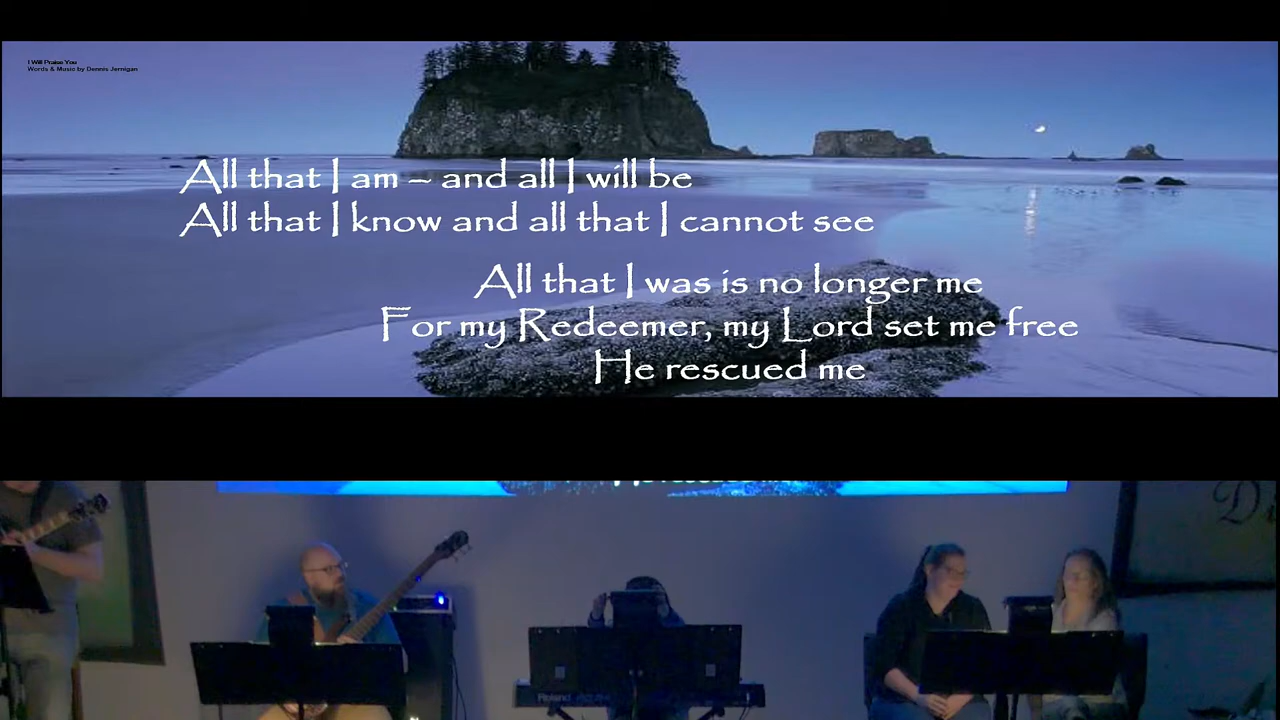 I Will Praise You
Words & Music by Dennis Jernigan
All that I am – and all I will be
All that I know and all that I cannot see
All that I was is no longer me
For my Redeemer, my Lord set me free
He rescued me
Roland